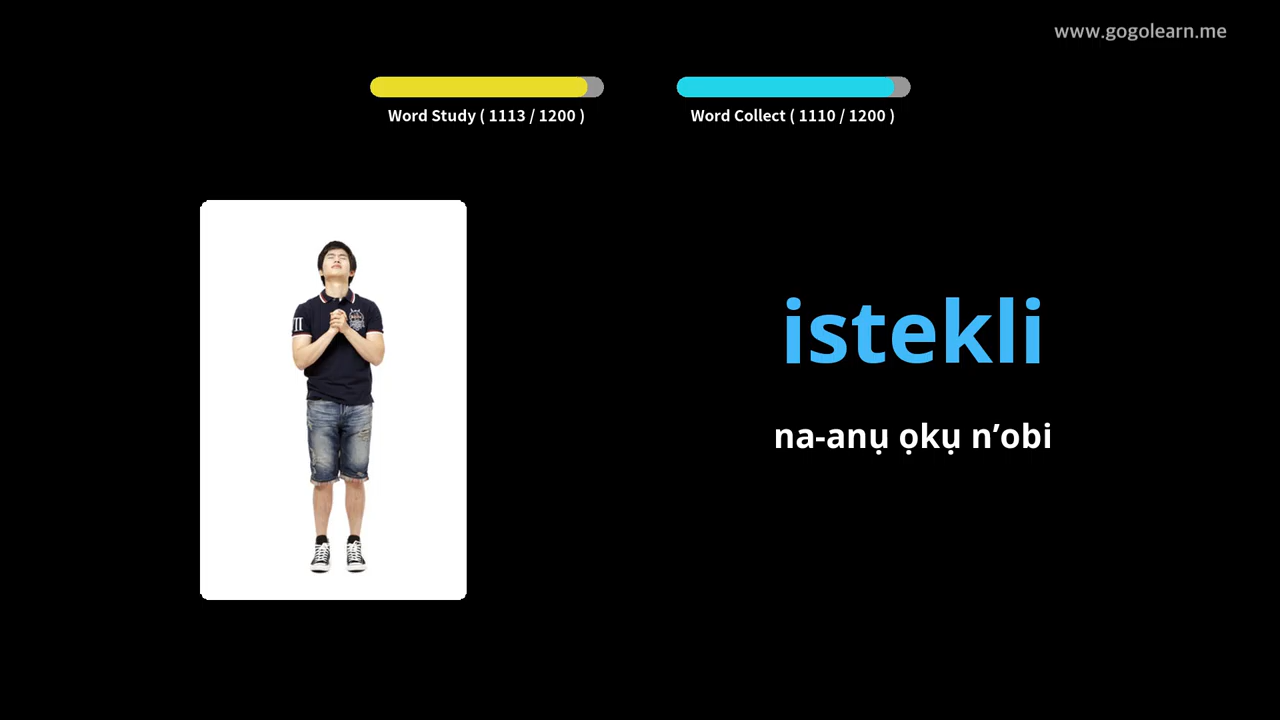 www.gogolearn.me
Word Study ( 1113 / 1200 )
Word Collect ( 1110 / 1200 )
istekli
na-anụ ọkụ n’obi